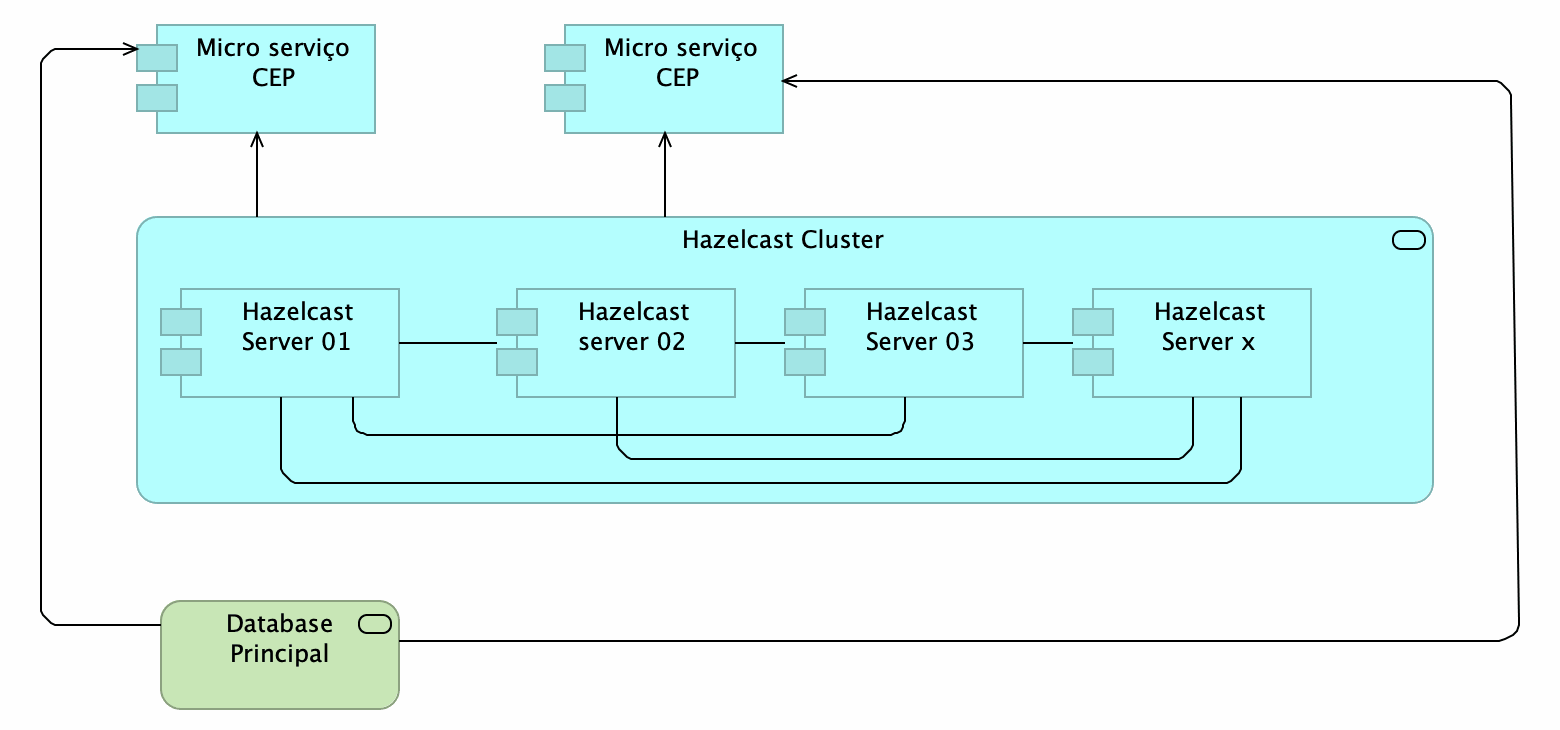 Micro serviço
CEP
Micro serviço
CEP
Hazelcast Cluster
Hazelcast
Server 01
Hazelcast
server 02
Hazelcast
Server 03
Hazelcast
Server x
Database
Principal